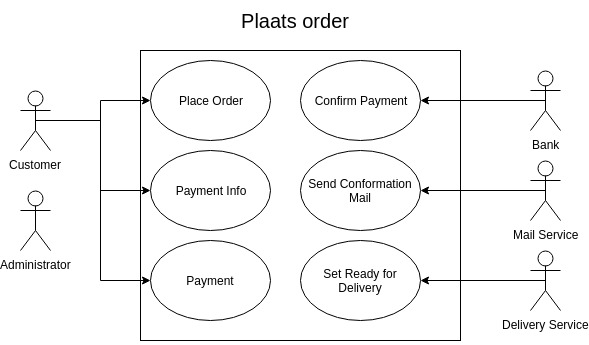 Plaats order
Place Order
Confirm Payment
Customer
Bank
Payment Info
Send Conformation
Mail
Administrator
Mail Service
Payment
Set Ready for
Delivery
Delivery Service